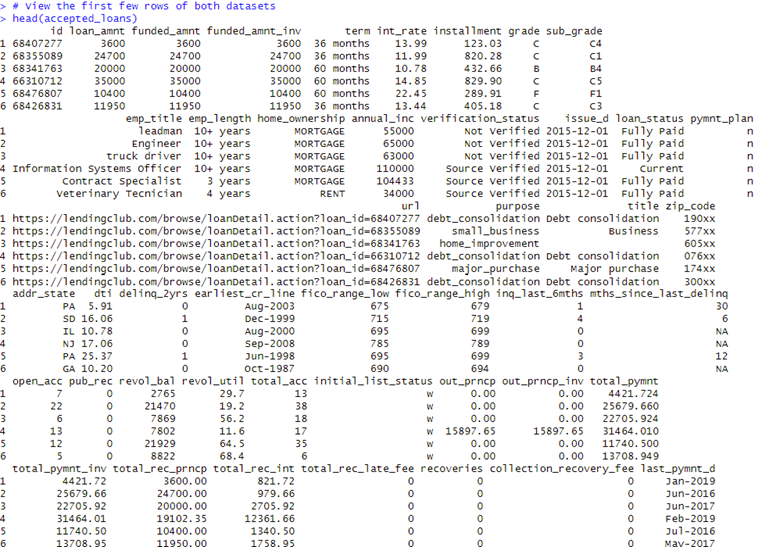 > # View the first few rows of both datasets
> head(accepted_loans)
id loan_amnt funded_amnt funded_amnt_inv term int_rate installment grade sub_grade
1 68407277 3600 3600 3600 36 months 13.99 123.03 C C4
2 68355089 24700 24700 24700 36 months 11.99 820.28 C C1
3 68341763 20000 20000 20000 60 months 10.78 432.66 B B4
4 66310712 35000 35000 35000 60 months 14.85 829.90 C C5
5 68476807 10400 10400 10400 60 months 22.45 289.91 F F1
6 68426831 11950 11950 11950 36 months 13.44 405.18 C C3
emp_title emp_length home_ownership annual_inc verification_status issue_d loan_status pymnt_plan
1 leadman 10+ years MORTGAGE 55000 Not Verified 2015-12-01 Fully Paid n
2 Engineer 10+ years MORTGAGE 65000 Not Verified 2015-12-01 Fully Paid n
3 truck driver 10+ years MORTGAGE 63000 Not Verified 2015-12-01 Fully Paid n
4 Information Systems Officer 10+ years MORTGAGE 110000 Source Verified 2015-12-01 Current n
5 Contract Specialist 3 years MORTGAGE 104433 Source Verified 2015-12-01 Fully Paid n
6 Veterinary Tecnician 4 years RENT 34000 Source Verified 2015-12-01 Fully Paid n
url purpose title zip_code
1 https://lendingclub.com/browse/loanDetail.action?loan_id=68407277 debt_consolidation Debt consolidation 190xx
2 https://lendingclub.com/browse/loanDetail.action?loan_id=68355089 small_business Business 577xx
3 https://lendingclub.com/browse/loanDetail.action?loan_id=68341763 home_improvement 605xx
4 https://lendingclub.com/browse/loanDetail.action?loan_id=66310712 debt_consolidation Debt consolidation 076xx
5 https://lendingclub.com/browse/loanDetail.action?loan_id=68476807 major_purchase Major purchase 174xx
6 https://lendingclub.com/browse/loanDetail.action?loan_id=68426831 debt_consolidation Debt consolidation 300xx
addr_state dti delinq_2yrs earliest_cr_line fico_range_low fico_range_high inq_last_6mths mths_since_last_delinq
1 PA 5.91 0 Aug-2003 675 679 1 30
2 SD 16.06 1 Dec-1999 715 719 4 6
3 IL 10.78 0 Aug-2000 695 699 0 NA
4 NJ 17.06 0 Sep-2008 785 789 0 NA
5 PA 25.37 1 Jun-1998 695 699 3 12
6 GA 10.20 0 Oct-1987 690 694 0 NA
open_acc pub_rec revol_bal revol_util total_acc initial_list_status out_prncp out_prncp_inv total_pymnt
1 7 0 2765 29.7 13 w 0.00 0.00 4421.724
2 22 0 21470 19.2 38 w 0.00 0.00 25679.660
3 6 0 7869 56.2 18 w 0.00 0.00 22705.924
4 13 0 7802 11.6 17 w 15897.65 15897.65 31464.010
5 12 0 21929 64.5 35 w 0.00 0.00 11740.500
6 5 0 8822 68.4 6 w 0.00 0.00 13708.949
total_pymnt_inv total_rec_prncp total_rec_int total_rec_late_fee recoveries collection_recovery_fee last_pymnt_d
1 4421.72 3600.00 821.72 0 0 0 Jan-2019
2 25679.66 24700.00 979.66 0 0 0 Jun-2016
3 22705.92 20000.00 2705.92 0 0 0 Jun-2017
4 31464.01 19102.35 12361.66 0 0 0 Feb-2019
5 11740.50 10400.00 1340.50 0 0 0 Jul-2016
6 13708.95 11950.00 1758.95 0 0 0 May-2017